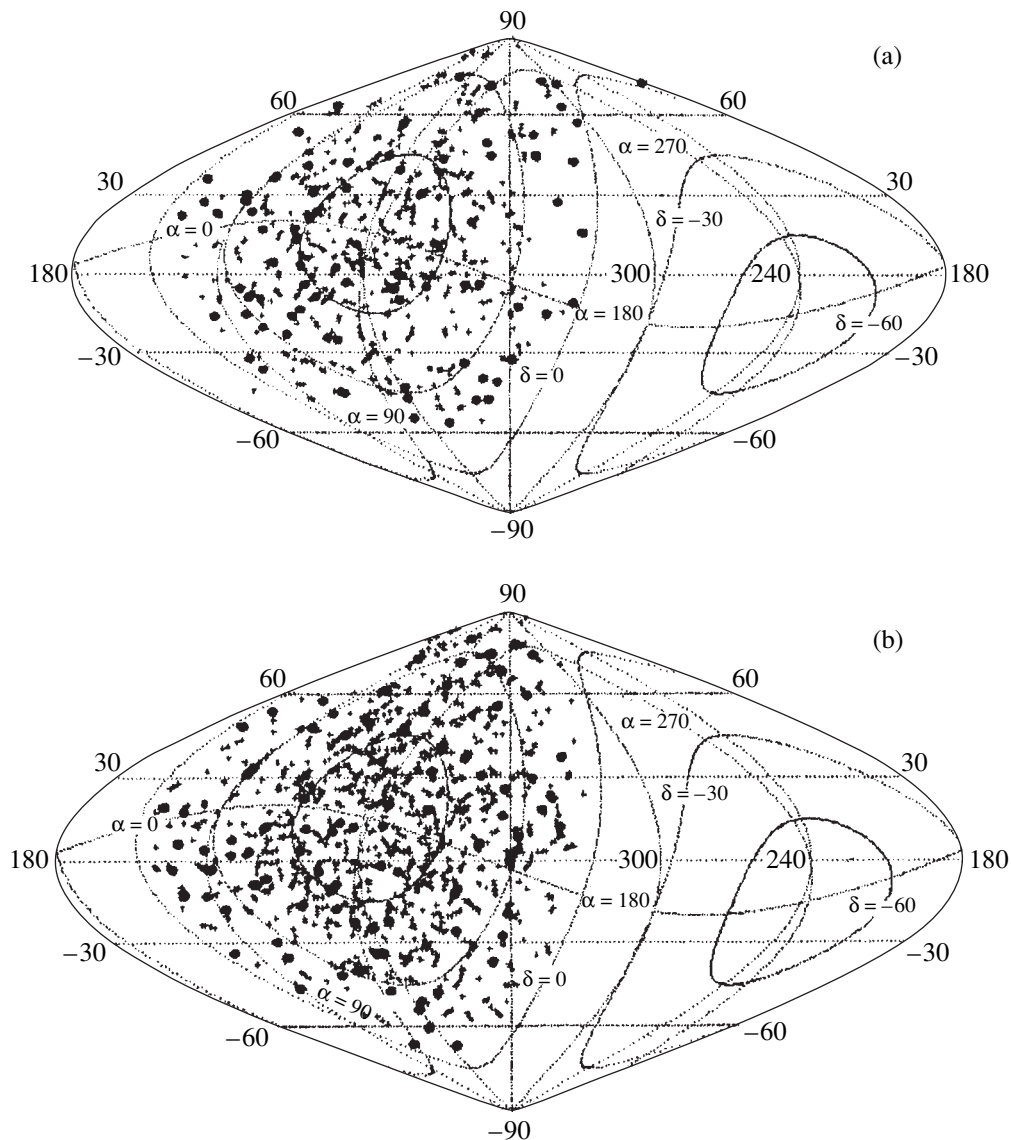 90
(a)
60
60
α = 270
30
30
δ = –30
α = 0
180
300
240
180
α = 180
δ = –60
–30
–30
δ = 0
α = 90
–60
–60
–90
90
(b)
60
60
α = 270
30
30
δ = –30
α = 0
180
300
240
180
α = 180
δ = –60
–30
–30
δ = 0
α = 90
–60
–60
–90